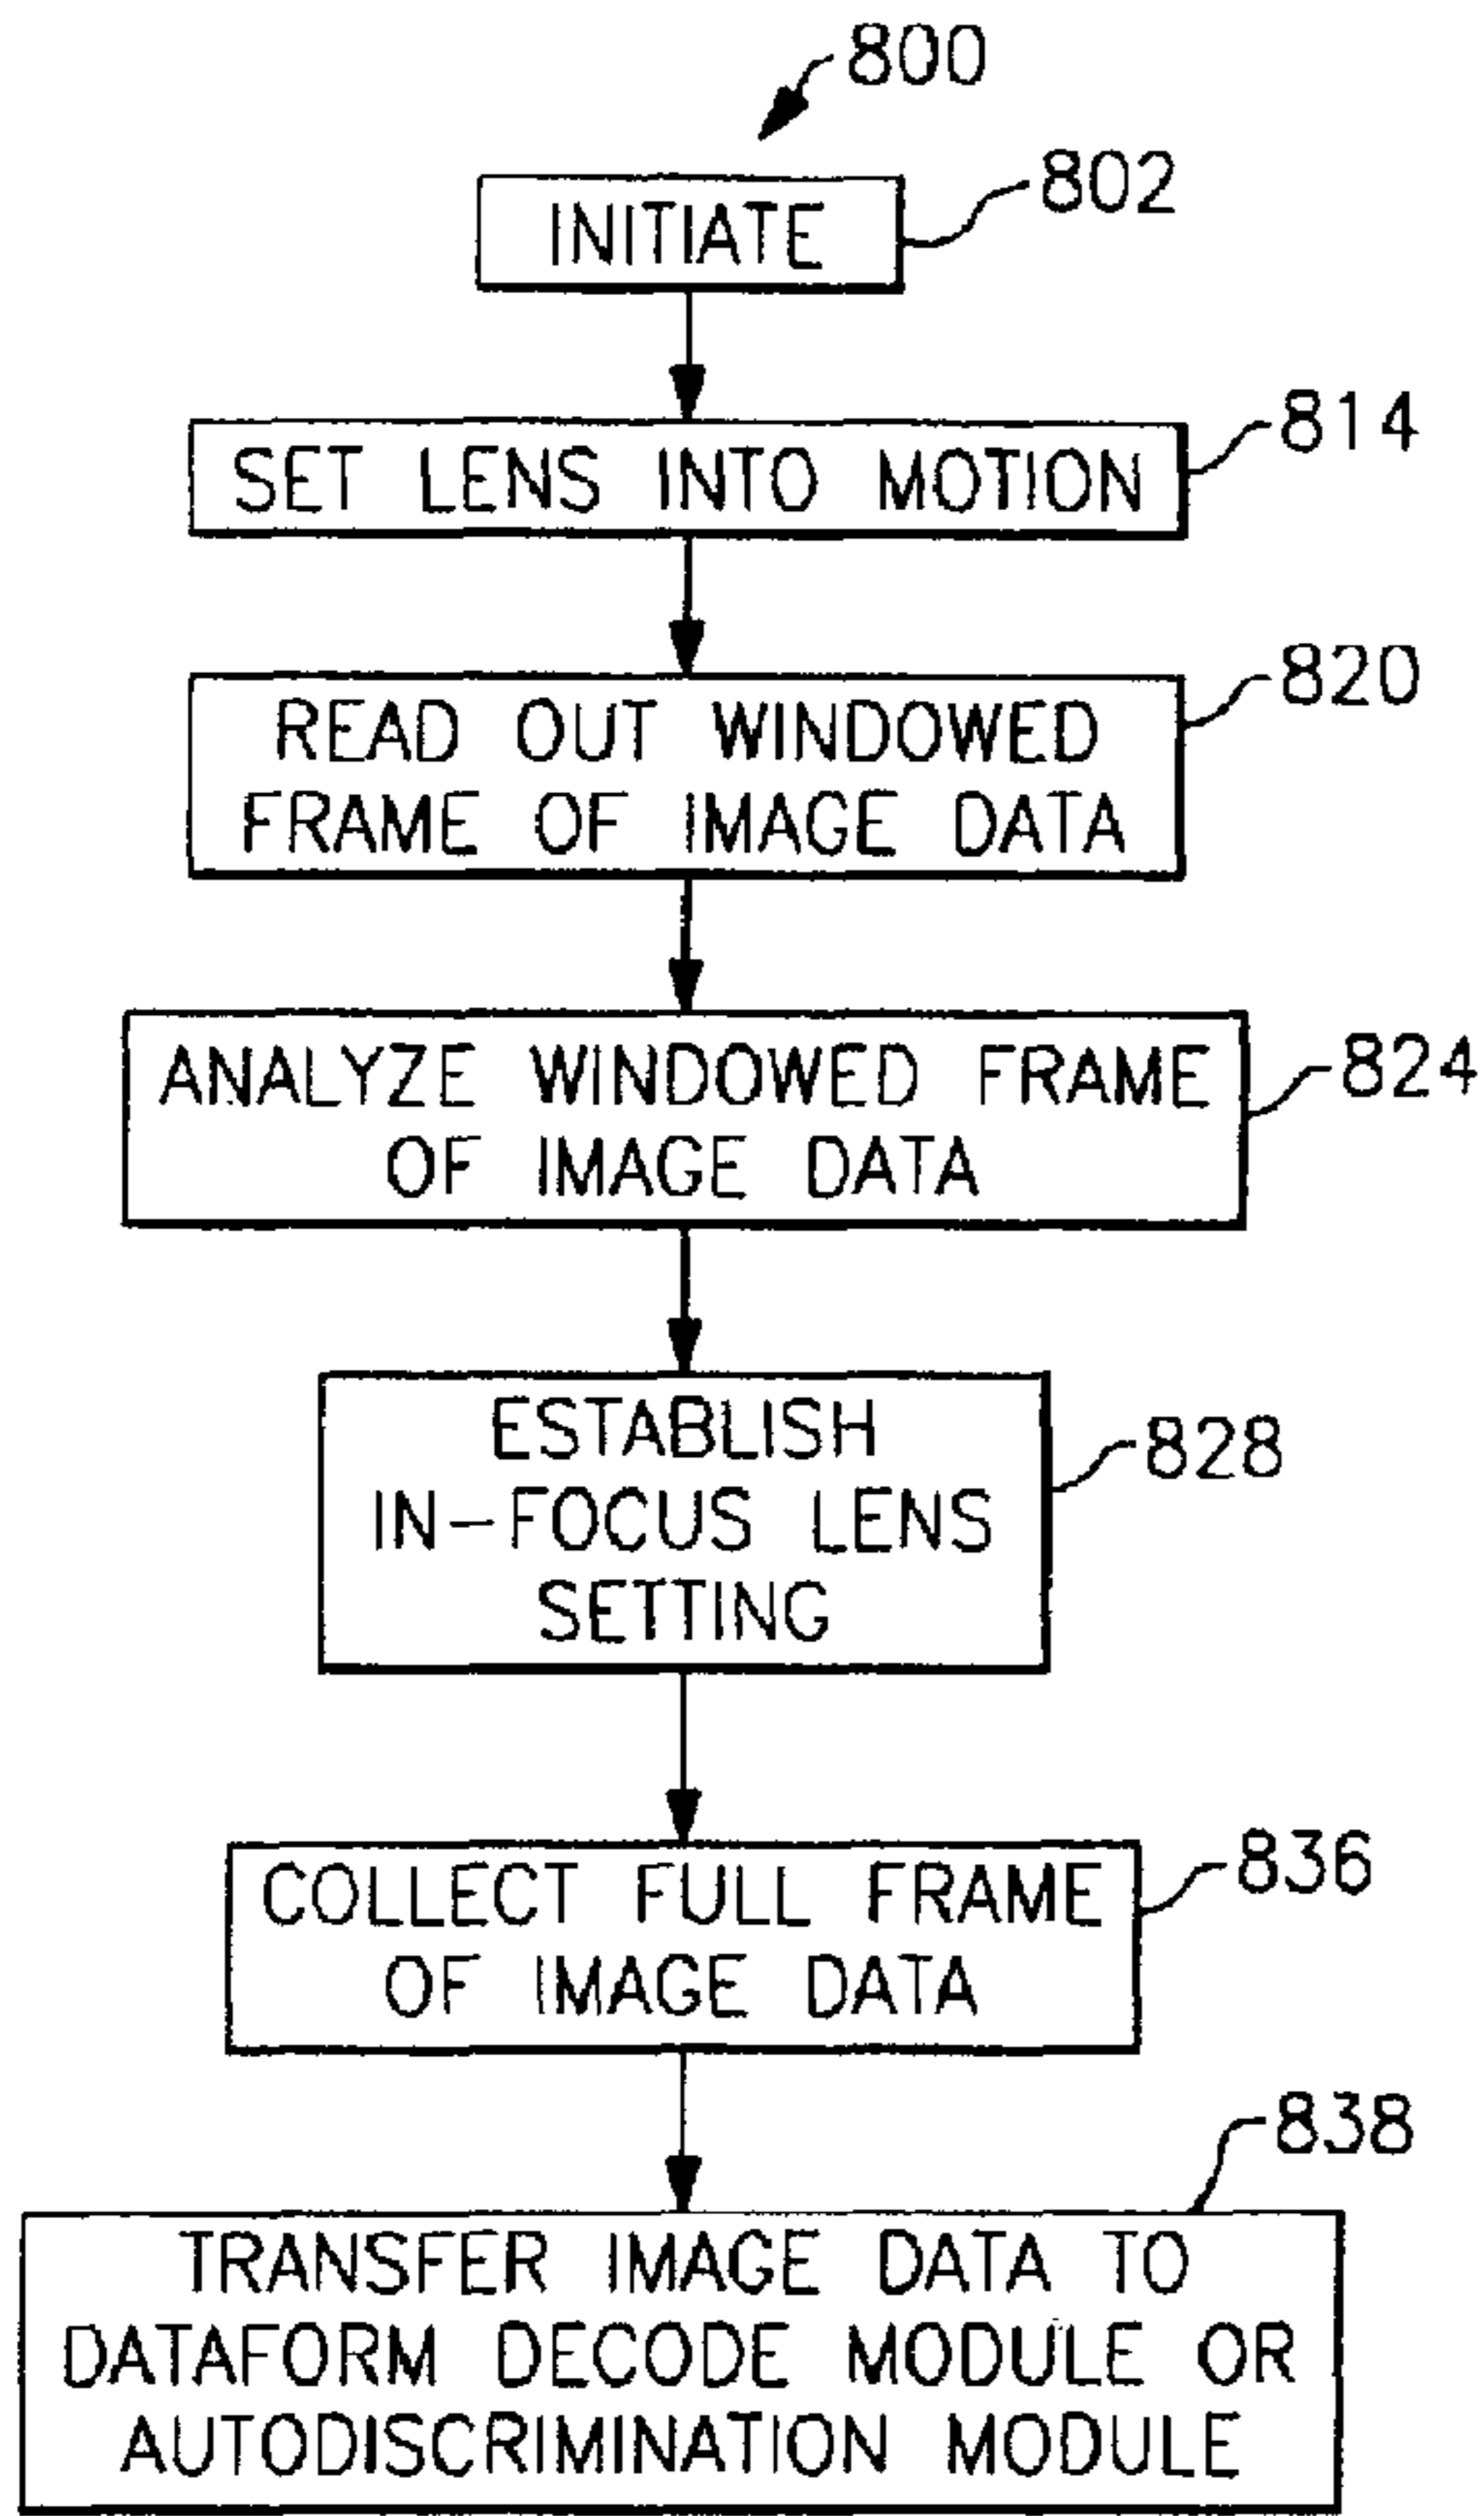 800
INITIATE
802
SET LENS INTO MOTION
814
READ OUT WINDOWED
FRAME OF IMAGE DATA
820
ANALYZE WINDOWED FRAME
OF IMAGE DATA
824
ESTABLISH
IN-FOCUS LENS
SETTING
828
COLLECT FULL FRAME
OF IMAGE DATA
836
838
TRANSFER IMAGE DATA TO
DATAFORM DECODE MODULE OR
AUTODISCRIMINATION MODULE